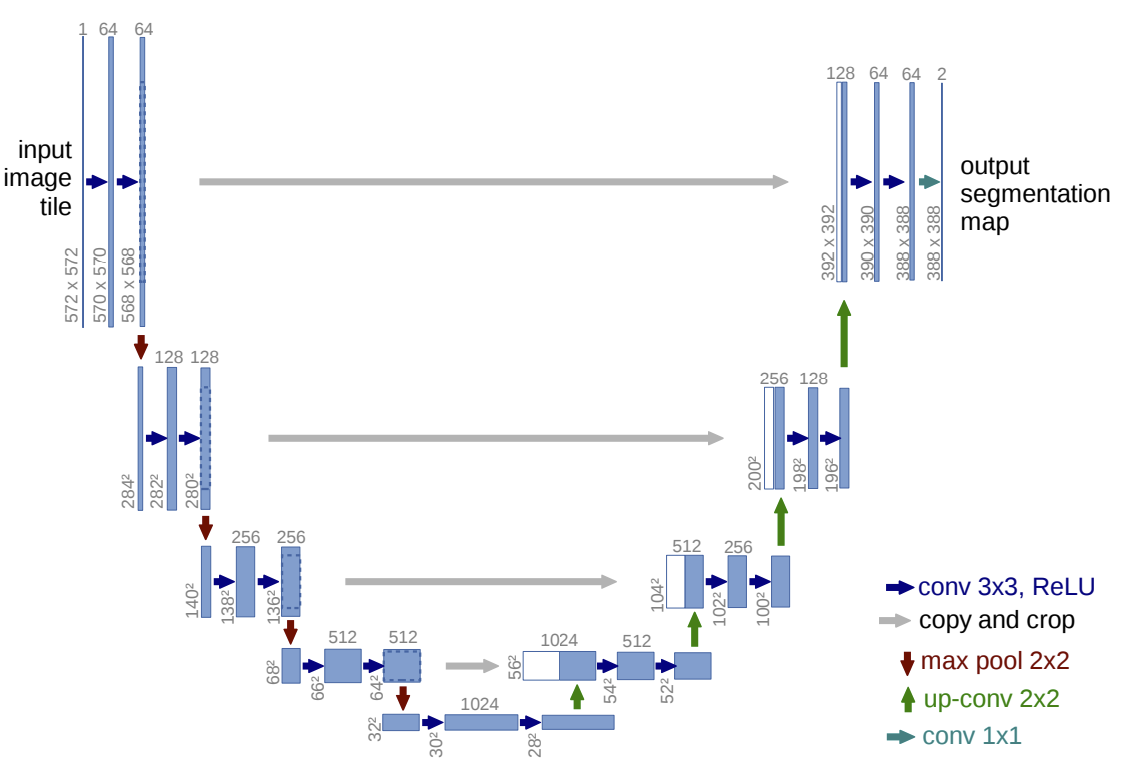 1 64 64
input
image
tile
572 x 572
570 x 570
568 x 568
128 64 64 2
output
segmentation
map
392 x 392
390 x 390
388 x 388
388 x 388
128 128
284²
282²
280²
256 128
200²
198²
196²
256 256
140²
138²
136²
512 256
104²
102²
100²
512 512
68²
66²
64²
1024 512
56²
54²
52²
1024
32²
30²
28²
conv 3x3, ReLU
copy and crop
max pool 2x2
up-conv 2x2
conv 1x1